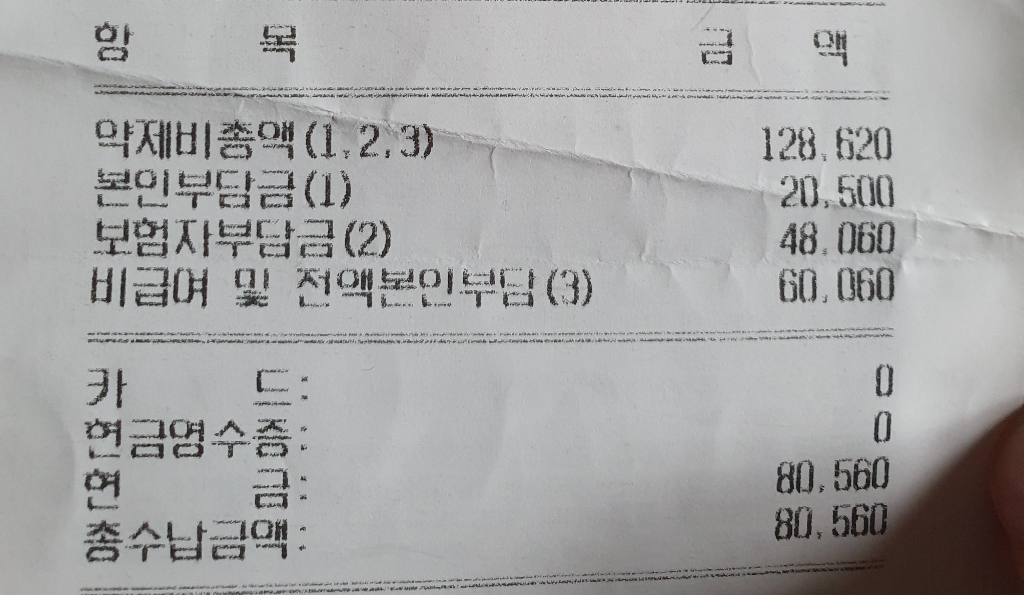 항 목 금 액
약제비총액(1,2,3) 128,620
본인부담금(1) 20,500
보험자부담금(2) 48,060
비급여 및 전액본인부담(3) 60,060
카 드: 0
현금영수증: 0
현 금: 80,560
총수납금액: 80,560